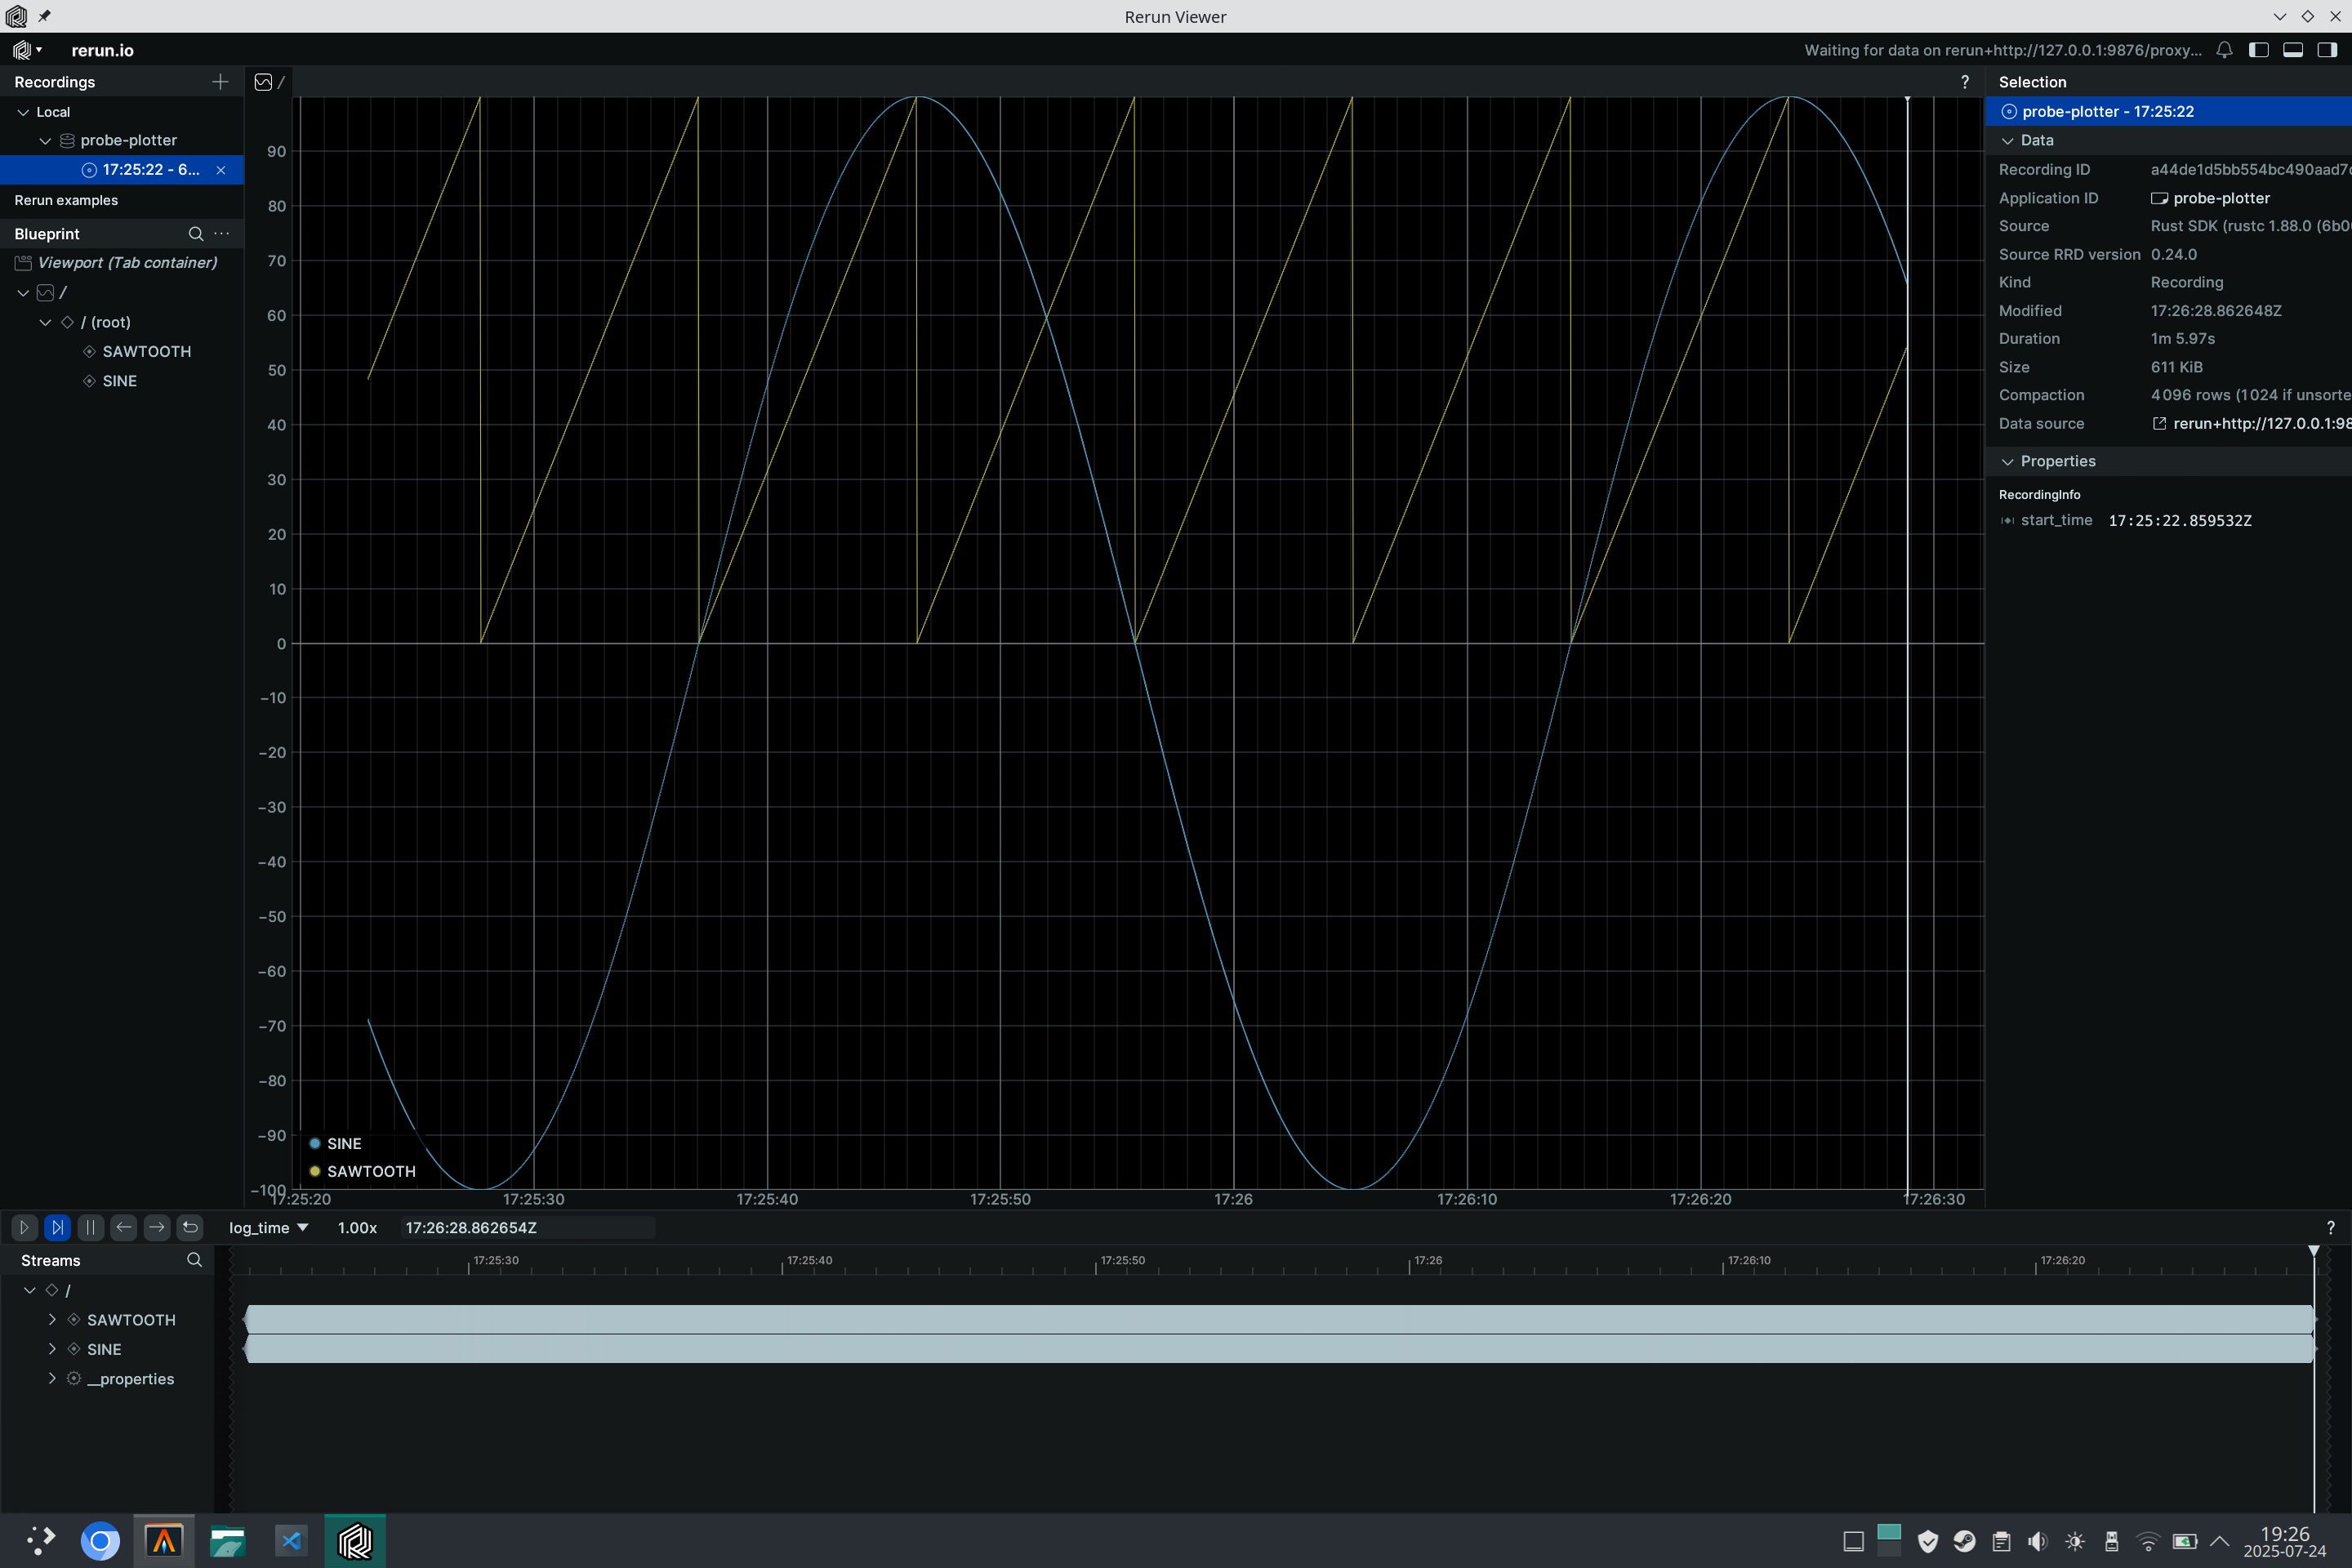 Rerun Viewer
rerun.io
Waiting for data on rerun+http://127.0.0.1:9876/proxy...
Recordings
Local
probe-plotter
17:25:22 - 6...
Rerun examples
Blueprint
Viewport (Tab container)
/
/ (root)
SAWTOOTH
SINE
/
?
90
80
70
60
50
40
30
20
10
0
−10
−20
−30
−40
−50
−60
−70
−80
−90
−100
SINE
SAWTOOTH
17:25:20 17:25:30 17:25:40 17:25:50 17:26 17:26:10 17:26:20 17:26:30
Selection
probe-plotter - 17:25:22
Data
Recording ID a44de1d5bb554bc490aad7
Application ID probe-plotter
Source Rust SDK (rustc 1.88.0 (6b0
Source RRD version 0.24.0
Kind Recording
Modified 17:26:28.862648Z
Duration 1m 5.97s
Size 611 KiB
Compaction 4 096 rows (1 024 if unsorte
Data source rerun+http://127.0.0.1:98
Properties
RecordingInfo
start_time 17:25:22.859532Z
log_time 1.00x 17:26:28.862654Z ?
Streams
17:25:30 17:25:40 17:25:50 17:26 17:26:10 17:26:20
/
SAWTOOTH
SINE
__properties
19:26
2025-07-24